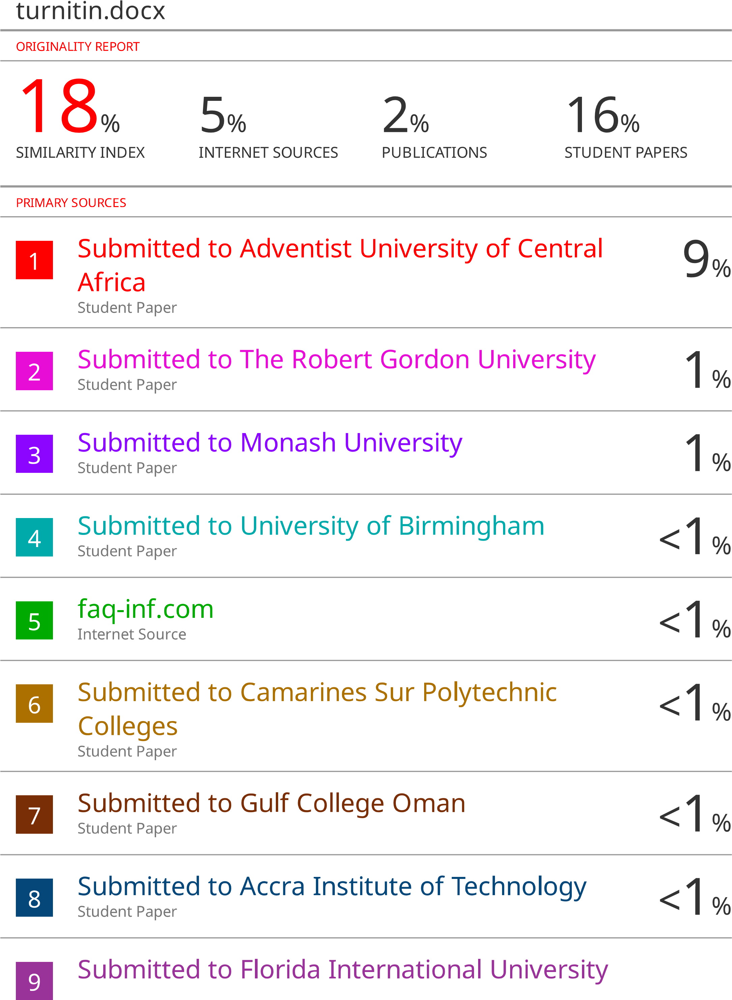 turnitin.docx
ORIGINALITY REPORT
18% 5% 2% 16%
SIMILARITY INDEX INTERNET SOURCES PUBLICATIONS STUDENT PAPERS
PRIMARY SOURCES
1 Submitted to Adventist University of Central 9%
Africa
Student Paper
2 Submitted to The Robert Gordon University 1%
Student Paper
3 Submitted to Monash University 1%
Student Paper
4 Submitted to University of Birmingham <1%
Student Paper
5 faq-inf.com <1%
Internet Source
6 Submitted to Camarines Sur Polytechnic <1%
Colleges
Student Paper
7 Submitted to Gulf College Oman <1%
Student Paper
8 Submitted to Accra Institute of Technology <1%
Student Paper
9 Submitted to Florida International University